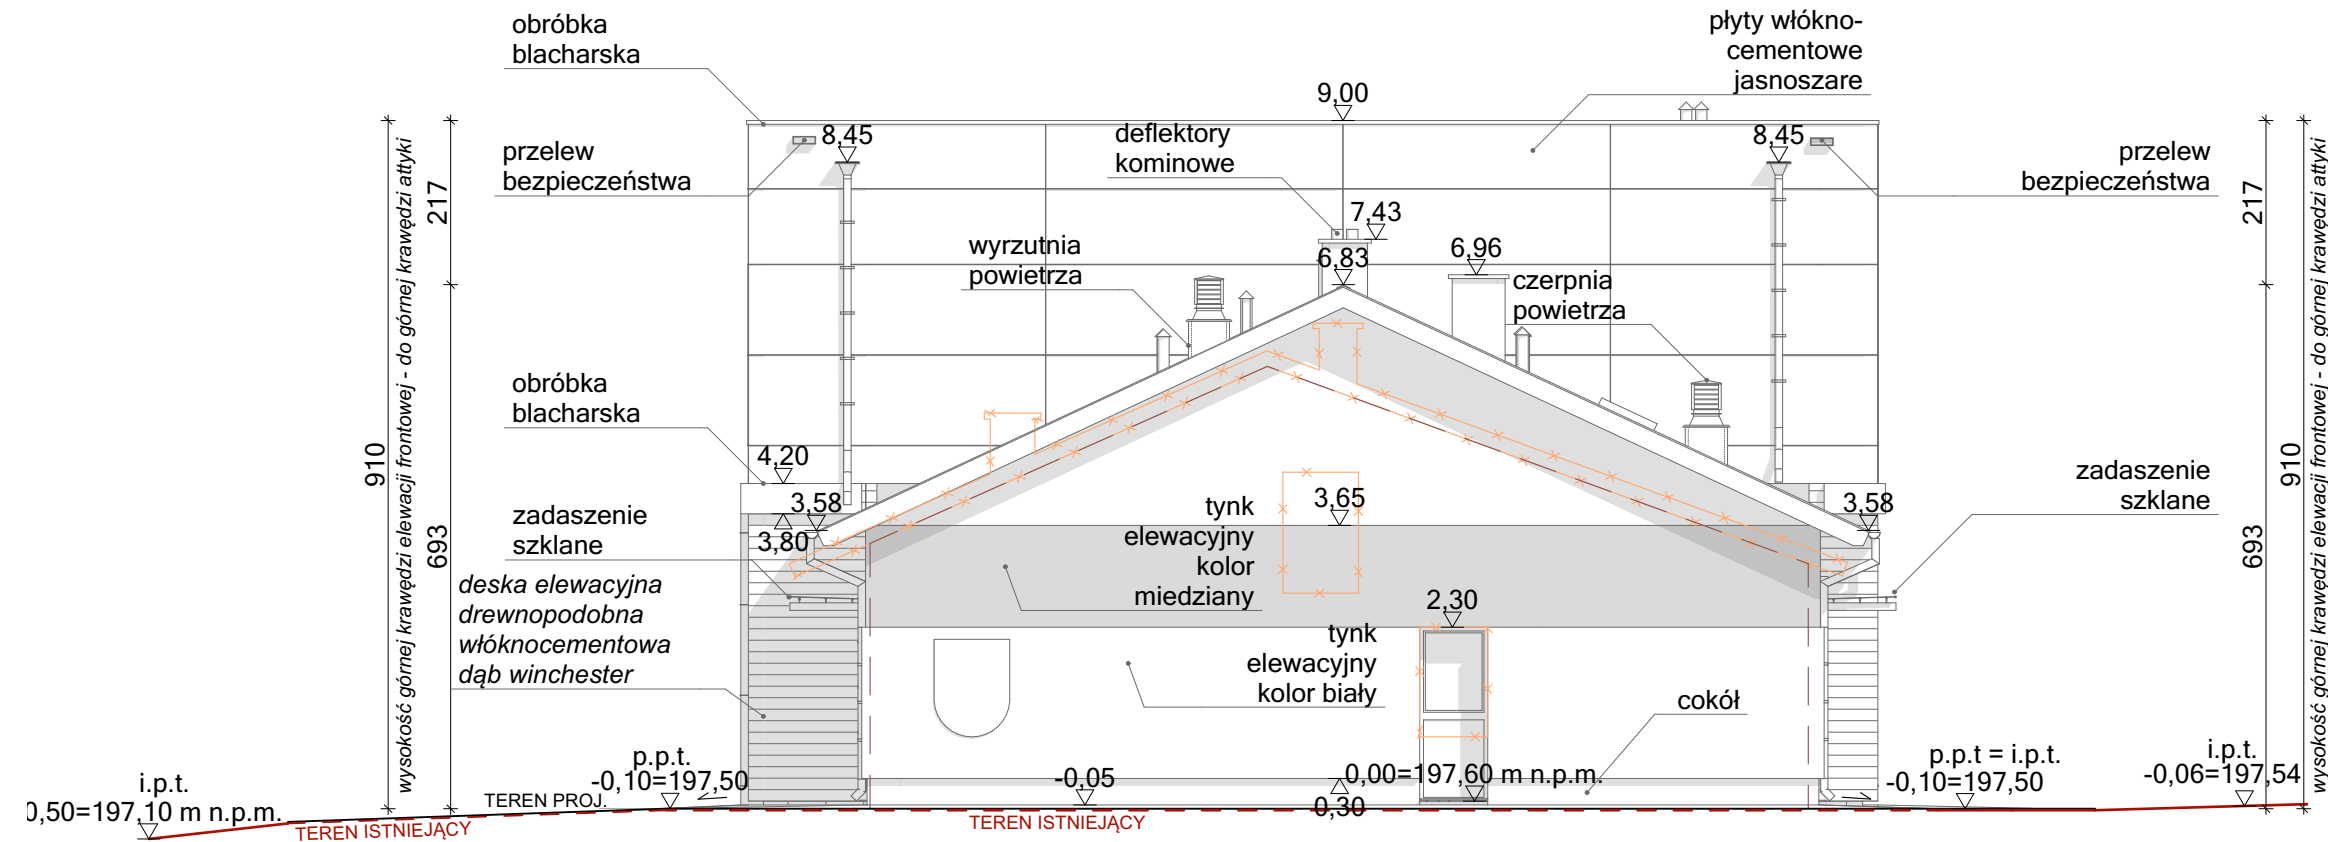 obróbka
blacharska
płyty włókno-
cementowe
jasnoszare
9,00
deflektory
kominowe
8,45
8,45
przelew
bezpieczeństwa
przelew
bezpieczeństwa
217
217
7,43
6,83
6,96
wyrzutnia
powietrza
czerpnia
powietrza
wysokość górnej krawędzi elewacji frontowej - do górnej krawędzi attyki
wysokość górnej krawędzi elewacji frontowej - do górnej krawędzi attyki
obróbka
blacharska
910
910
4,20
3,58
3,80
3,65
3,58
zadaszenie
szklane
zadaszenie
szklane
693
693
tynk
elewacyjny
kolor
miedziany
deska elewacyjna
drewnopodobna
włóknocementowa
dąb winchester
2,30
tynk
elewacyjny
kolor biały
cokół
i.p.t.
0,50=197,10 m n.p.m.
p.p.t.
-0,10=197,50
TEREN PROJ.
-0,05
0,00=197,60 m n.p.m.
0,30
p.p.t = i.p.t.
-0,10=197,50
i.p.t.
-0,06=197,54
TEREN ISTNIEJĄCY
TEREN ISTNIEJĄCY